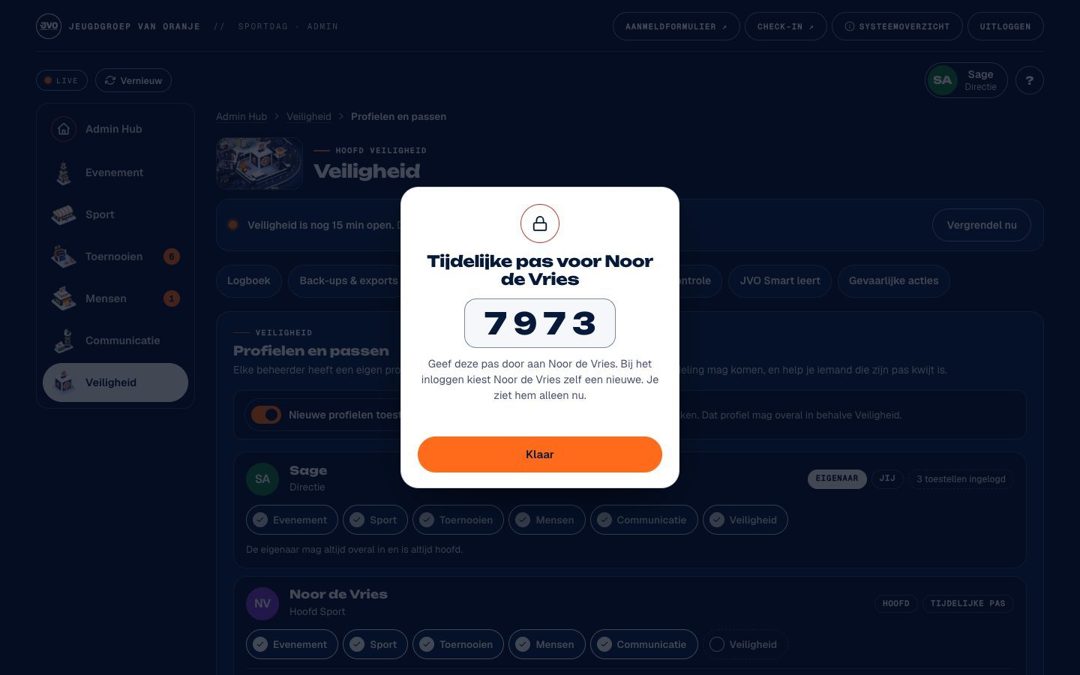 JVO JEUGDGROEP VAN ORANJE // SPORTDAG · ADMIN
AANMELDFORMULIER ↗ CHECK-IN ↗ SYSTEEMOVERZICHT UITLOGGEN
LIVE Vernieuw
SA Sage
Directie
?
Admin Hub
Evenement
Sport
Toernooien 6
Mensen 1
Communicatie
Veiligheid
Admin Hub > Veiligheid > Profielen en passen
HOOFD VEILIGHEID
Veiligheid
Veiligheid is nog 15 min open.
Vergrendel nu
Logboek Back-ups & exports JVO Smart leert Gevaarlijke acties
VEILIGHEID
Profielen en passen
Elke beheerder heeft een eigen mag komen, en help je iemand die zijn pas kwijt is.
Nieuwe profielen Dat profiel mag overal in behalve Veiligheid.
SA Sage
Directie
EIGENAAR JIJ 3 toestellen ingelogd
Evenement Sport Toernooien Mensen Communicatie Veiligheid
De eigenaar mag altijd overal in en is altijd hoofd.
NV Noor de Vries
Hoofd Sport
HOOFD TIJDELIJKE PAS
Evenement Sport Toernooien Mensen Communicatie Veiligheid
Tijdelijke pas voor Noor
de Vries
7973
Geef deze pas door aan Noor de Vries. Bij het
inloggen kiest Noor de Vries zelf een nieuwe. Je
ziet hem alleen nu.
Klaar